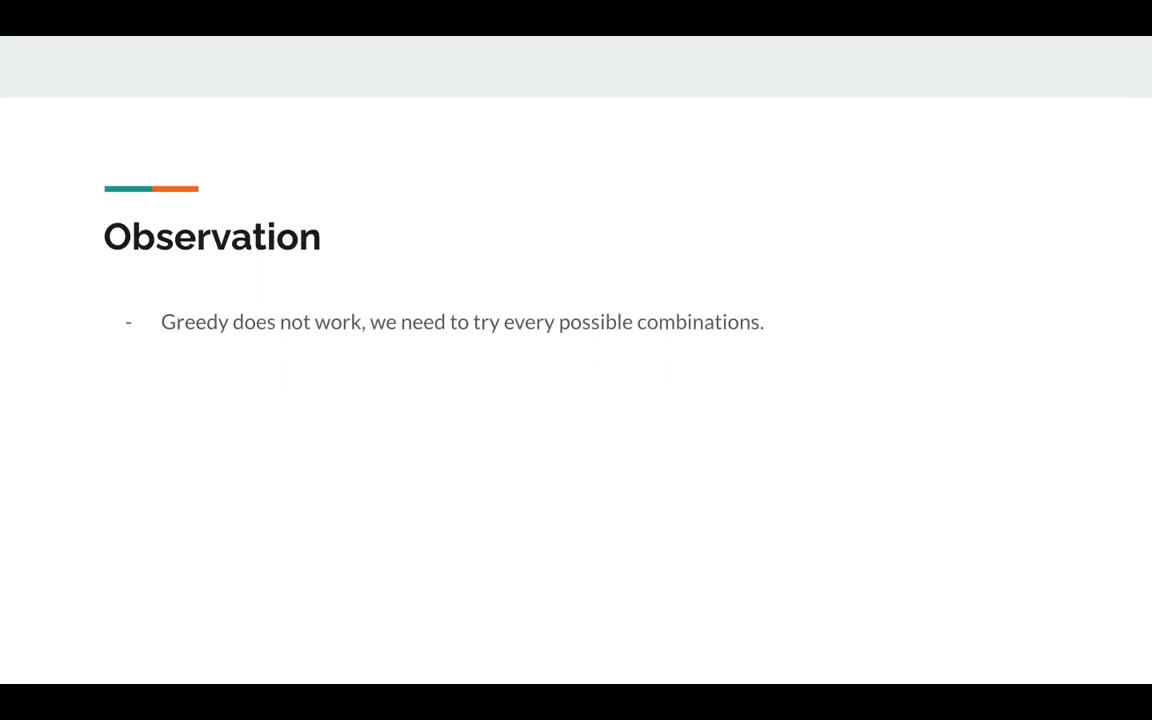 Observation
- Greedy does not work, we need to try every possible combinations.